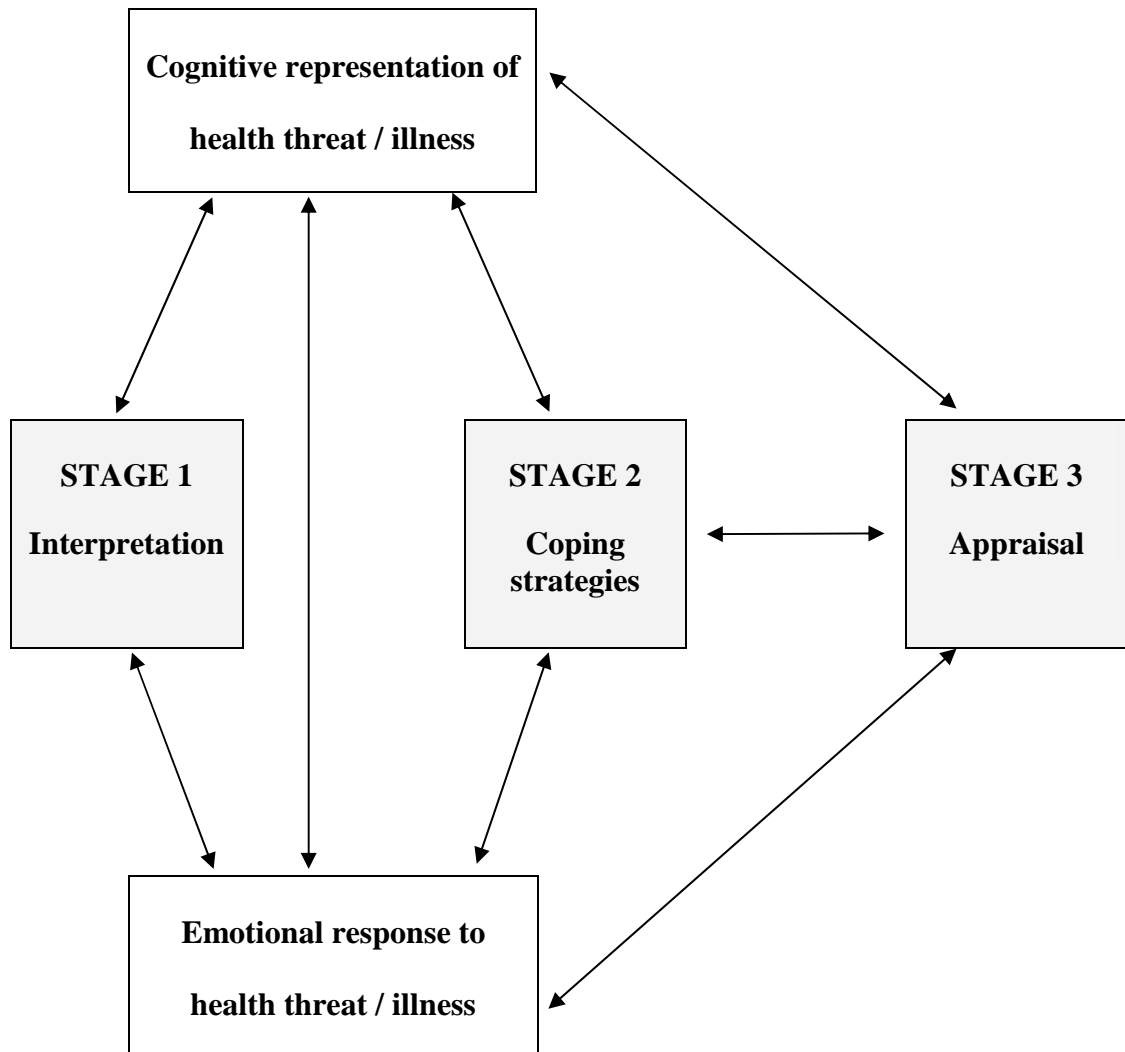 Cognitive representation of
health threat / illness
STAGE 1
Interpretation
STAGE 2
Coping
strategies
STAGE 3
Appraisal
Emotional response to
health threat / illness